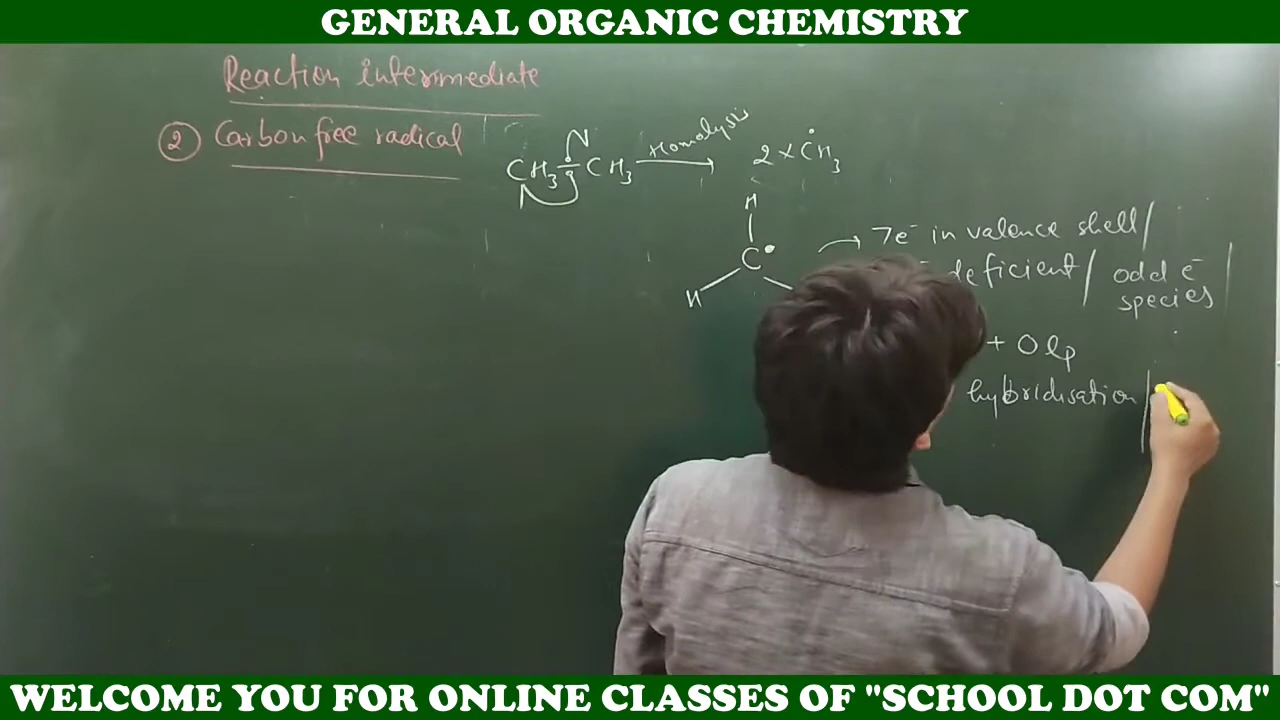 GENERAL ORGANIC CHEMISTRY
Reaction intermediate
② Carbon free radical
CH₃ CH₃ Homolysis 2 × ĊH₃
H
C•
H
7e⁻ in valence shell/
deficient/ odd e⁻
species
+ 0 lp
hybridisation
WELCOME YOU FOR ONLINE CLASSES OF "SCHOOL DOT COM"